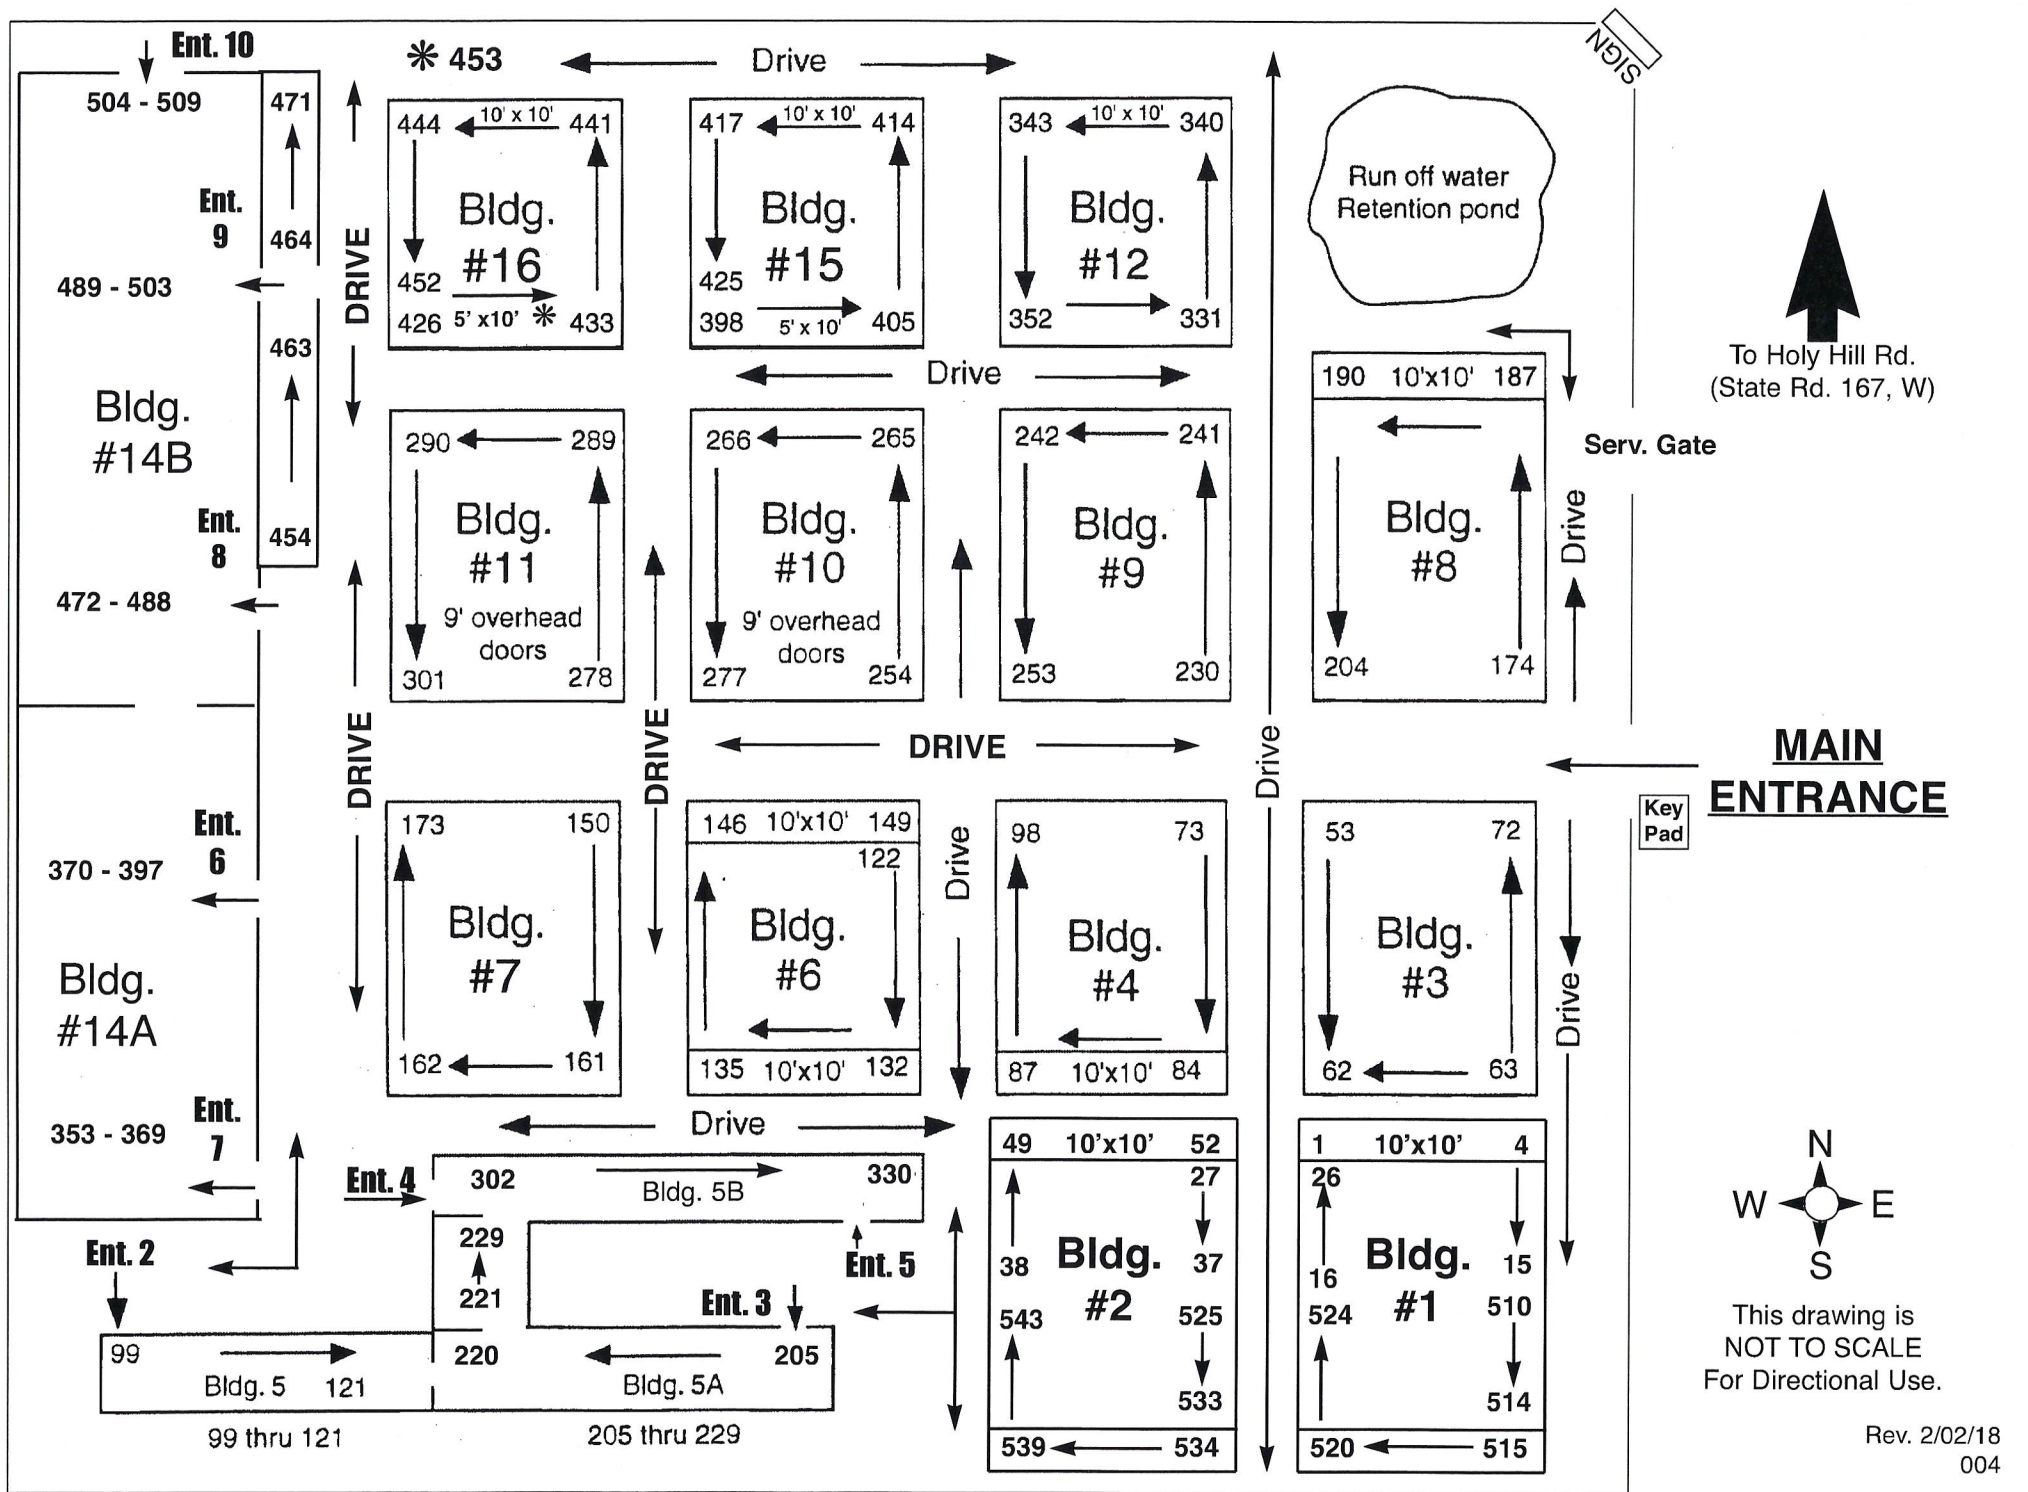 SIGN
Ent. 10
✻ 453
Drive
504 - 509
471
Ent.
9
464
489 - 503
463
Bldg.
#14B
Ent.
8
454
472 - 488
DRIVE
444 10' x 10' 441
Bldg.
#16
452
426 5' x10' ✻ 433
417 10' x 10' 414
Bldg.
#15
425
398 5' x 10' 405
343 10' x 10' 340
Bldg.
#12
352 331
Run off water
Retention pond
To Holy Hill Rd.
(State Rd. 167, W)
Drive
290 289
Bldg.
#11
9' overhead
doors
301 278
266 265
Bldg.
#10
9' overhead
doors
277 254
242 241
Bldg.
#9
253 230
190 10'x10' 187
Bldg.
#8
204 174
Serv. Gate
Drive
DRIVE
DRIVE
DRIVE
Drive
MAIN
ENTRANCE
Key
Pad
Ent.
6
370 - 397
Bldg.
#14A
Ent.
7
353 - 369
173 150
Bldg.
#7
162 161
146 10'x10' 149
122
Bldg.
#6
135 10'x10' 132
Drive
98 73
Bldg.
#4
87 10'x10' 84
53 72
Bldg.
#3
62 63
Drive
Drive
Ent. 4
302 330
Bldg. 5B
229
221
Ent. 5
Ent. 3
Ent. 2
99
Bldg. 5 121
220 205
Bldg. 5A
99 thru 121
205 thru 229
49 10'x10' 52
27
38 Bldg. 37
#2
543 525
533
539 534
1 10'x10' 4
26
16 Bldg. 15
#1
524 510
514
520 515
N
W E
S
This drawing is
NOT TO SCALE
For Directional Use.
Rev. 2/02/18
004